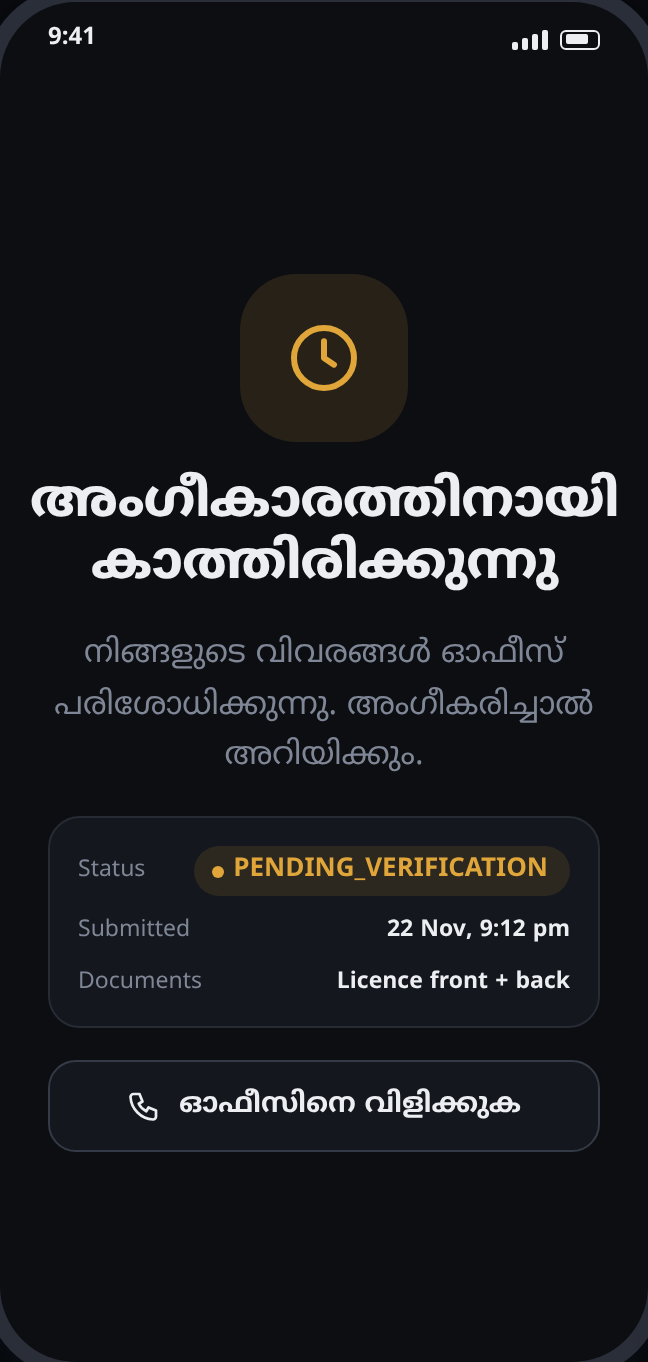 9:41
അംഗീകാരത്തിനായി
കാത്തിരിക്കുന്നു
നിങ്ങളുടെ വിവരങ്ങൾ ഓഫീസ്
പരിശോധിക്കുന്നു. അംഗീകരിച്ചാൽ
അറിയിക്കും.
Status PENDING_VERIFICATION
Submitted 22 Nov, 9:12 pm
Documents Licence front + back
ഓഫീസിനെ വിളിക്കുക